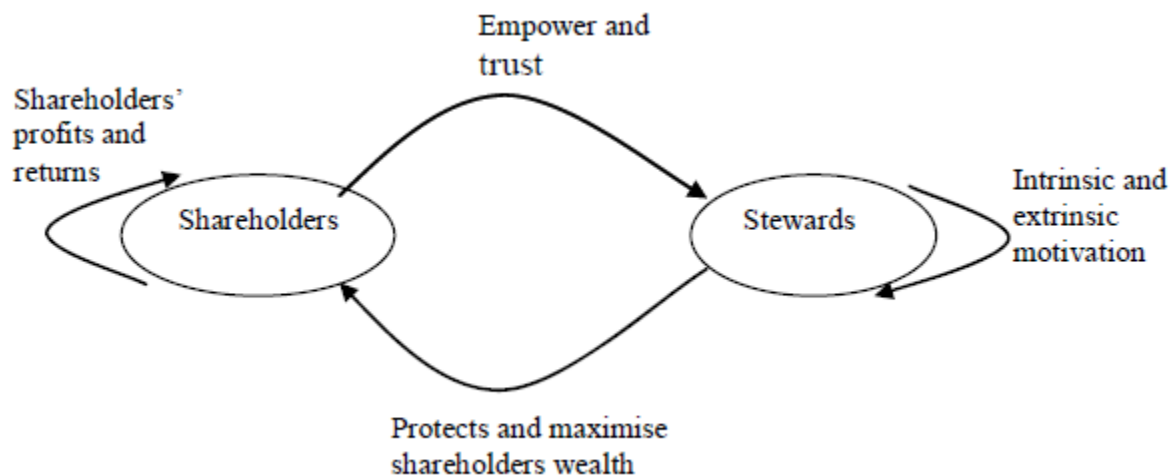 Empower and
trust
Shareholders’
profits and
returns
Shareholders
Stewards
Intrinsic and
extrinsic
motivation
Protects and maximise
shareholders wealth